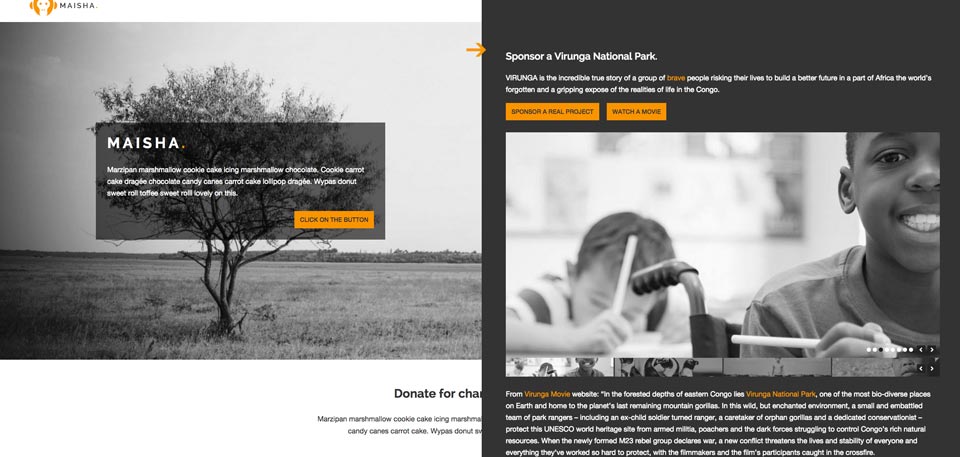 MAISHA.
MAISHA.
Marzipan marshmallow cookie cake icing marshmallow chocolate. Cookie carrot
cake dragée chocolate candy canes carrot cake lollipop dragée. Wypas donut
sweet roll toffee sweet roll lovely on this.
CLICK ON THE BUTTON
Donate for char
Marzipan marshmallow cookie cake icing marshmal
candy canes carrot cake. Wypas donut sw
Sponsor a Virunga National Park.
VIRUNGA is the incredible true story of a group of brave people risking their lives to build a better future in a part of Africa the world's
forgotten and a gripping expose of the realities of life in the Congo.
SPONSOR A REAL PROJECT
WATCH A MOVIE
From Virunga Movie website: "In the forested depths of eastern Congo lies Virunga National Park, one of the most bio-diverse places
on Earth and home to the planet's last remaining mountain gorillas. In this wild, but enchanted environment, a small and embattled
team of park rangers – including an ex-child soldier turned ranger, a caretaker of orphan gorillas and a dedicated conservationist –
protect this UNESCO world heritage site from armed militia, poachers and the dark forces struggling to control Congo's rich natural
resources. When the newly formed M23 rebel group declares war, a new conflict threatens the lives and stability of everyone and
everything they've worked so hard to protect, with the filmmakers and the film's participants caught in the crossfire.